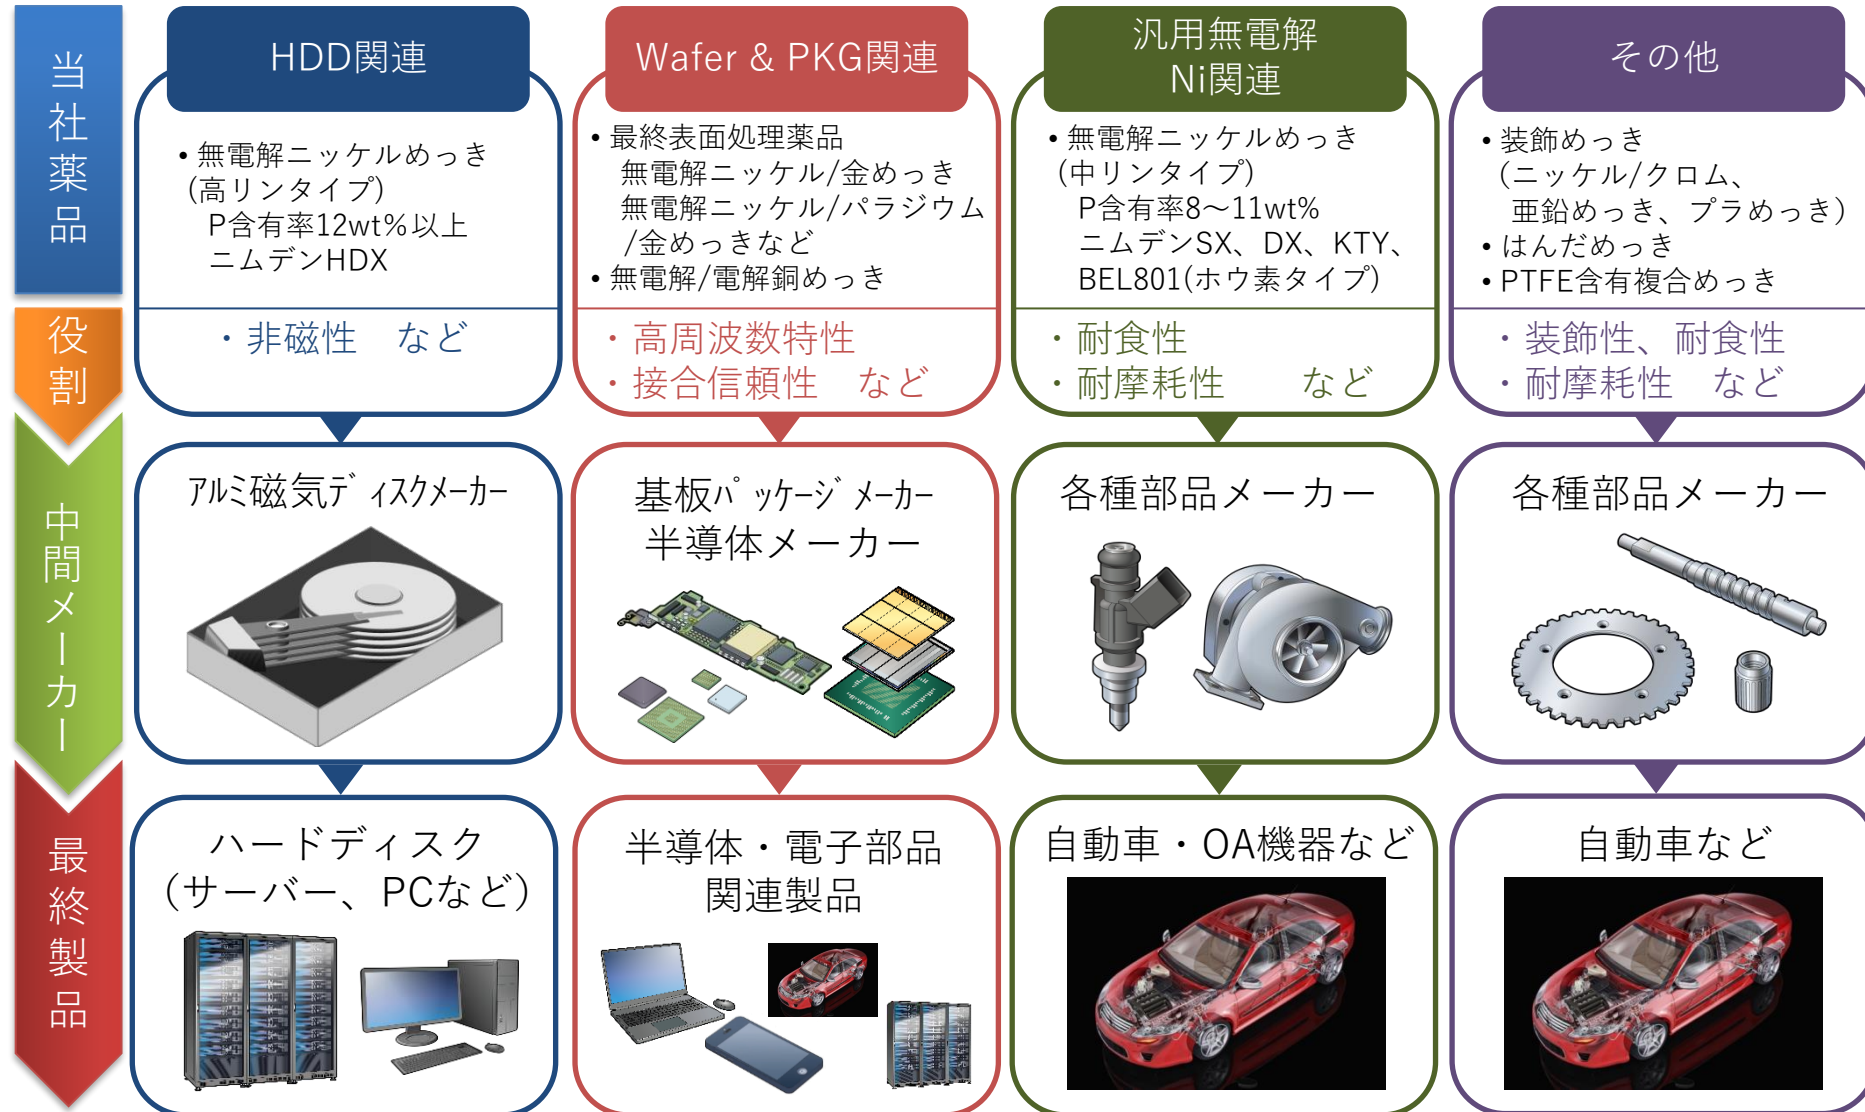 当社薬品
HDD関連
・無電解ニッケルめっき
(高リンタイプ)
P含有率12wt%以上
ニムデンHDX
Wafer & PKG関連
・最終表面処理薬品
無電解ニッケル/金めっき
無電解ニッケル/パラジウム
/金めっきなど
・無電解/電解銅めっき
汎用無電解
Ni関連
・無電解ニッケルめっき
(中リンタイプ)
P含有率8～11wt%
ニムデンSX、DX、KTY、
BEL801(ホウ素タイプ)
その他
・装飾めっき
(ニッケル/クロム、
亜鉛めっき、プラめっき)
・はんだめっき
・PTFE含有複合めっき
役割
・非磁性　など
・高周波数特性
・接合信頼性　など
・耐食性
・耐摩耗性　　など
・装飾性、耐食性
・耐摩耗性　など
中間メーカー
ｱﾙﾐ磁気ﾃﾞｨｽｸﾒｰｶｰ
基板ﾊﾟｯｹｰｼﾞﾒｰｶｰ
半導体メーカー
各種部品メーカー
各種部品メーカー
最終製品
ハードディスク
(サーバー、PCなど)
半導体・電子部品
関連製品
自動車・OA機器など
自動車など